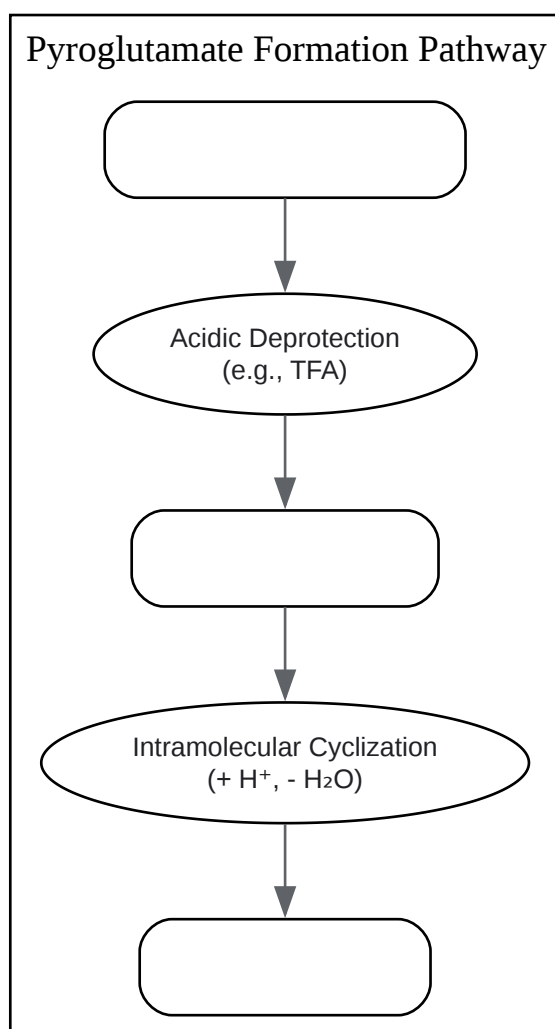 Pyroglutamate Formation Pathway
Acidic Deprotection
(e.g., TFA)
Intramolecular Cyclization
(+ H⁺, - H₂O)